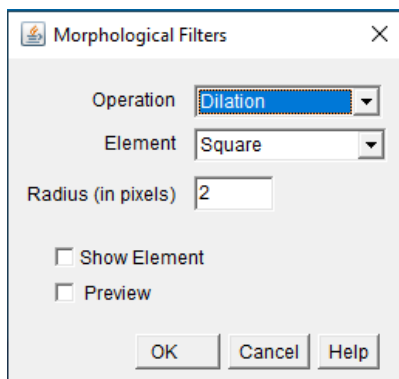 Morphological Filters
Operation Dilation
Element Square
Radius (in pixels) 2
Show Element
Preview
OK Cancel Help